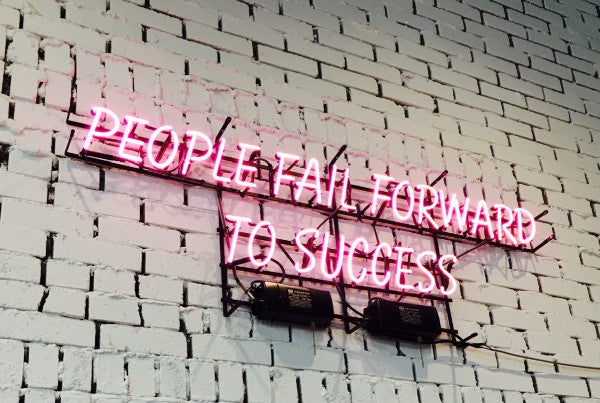 PEOPLE FAIL FORWARD
TO SUCCESS